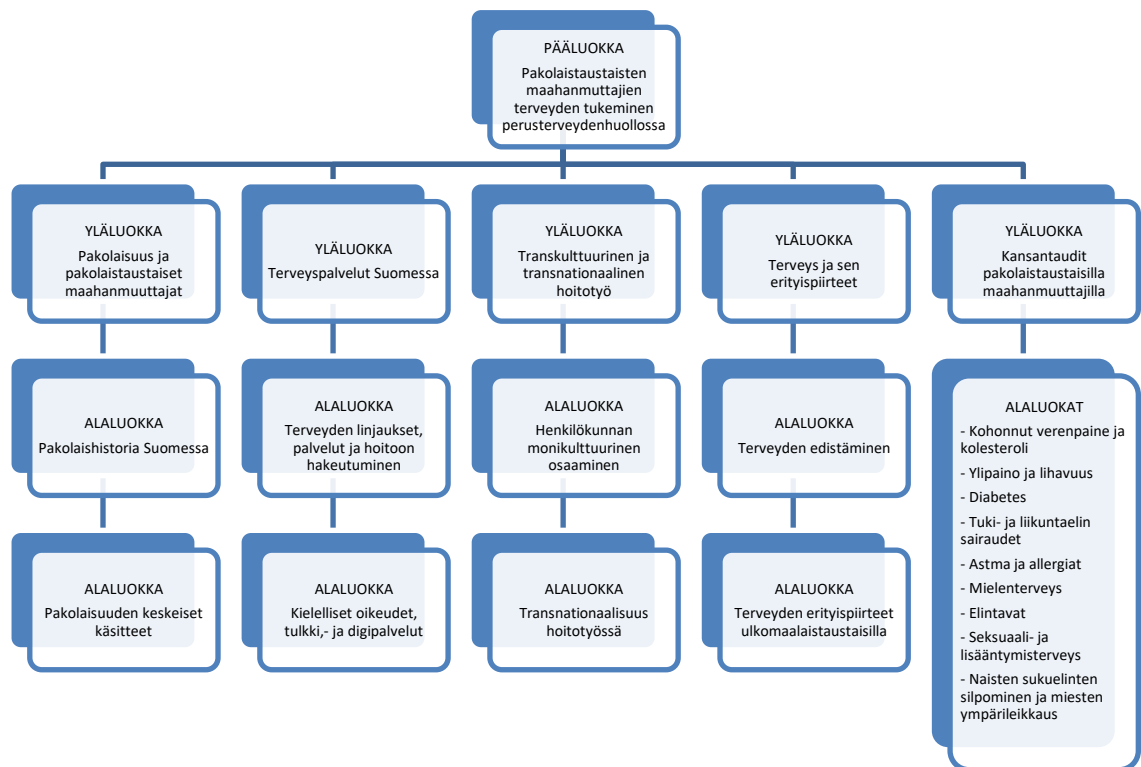 PÄÄLUOKKA
Pakolaistaustaisten
maahanmuttajien
terveyden tukeminen
perusterveydenhuollossa
YLÄLUOKKA
Pakolaisuus ja
pakolaistaustaiset
maahanmuuttajat
YLÄLUOKKA
Terveyspalvelut Suomessa
YLÄLUOKKA
Transkulttuurinen ja
transnationaalinen
hoitotyö
YLÄLUOKKA
Terveys ja sen
erityispiirteet
YLÄLUOKKA
Kansantaudit
pakolaistaustaisilla
maahanmuuttajilla
ALALUOKKA
Pakolaishistoria Suomessa
ALALUOKKA
Terveyden linjaukset,
palvelut ja hoitoon
hakeutuminen
ALALUOKKA
Henkilökunnan
monikulttuurinen
osaaminen
ALALUOKKA
Terveyden edistäminen
ALALUOKKA
Pakolaisuuden keskeiset
käsitteet
ALALUOKKA
Kielelliset oikeudet,
tulkki,- ja digipalvelut
ALALUOKKA
Transnationaalisuus
hoitotyössä
ALALUOKKA
Terveyden erityispiirteet
ulkomaalaistaustaisilla
ALALUOKAT
- Kohonnut verenpaine ja
kolesteroli
- Ylipaino ja lihavuus
- Diabetes
- Tuki- ja liikuntaelin
sairaudet
- Astma ja allergiat
- Mielenterveys
- Elintavat
- Seksuaali- ja
lisääntymisterveys
- Naisten sukuelinten
silpominen ja miesten
ympärileikkaus